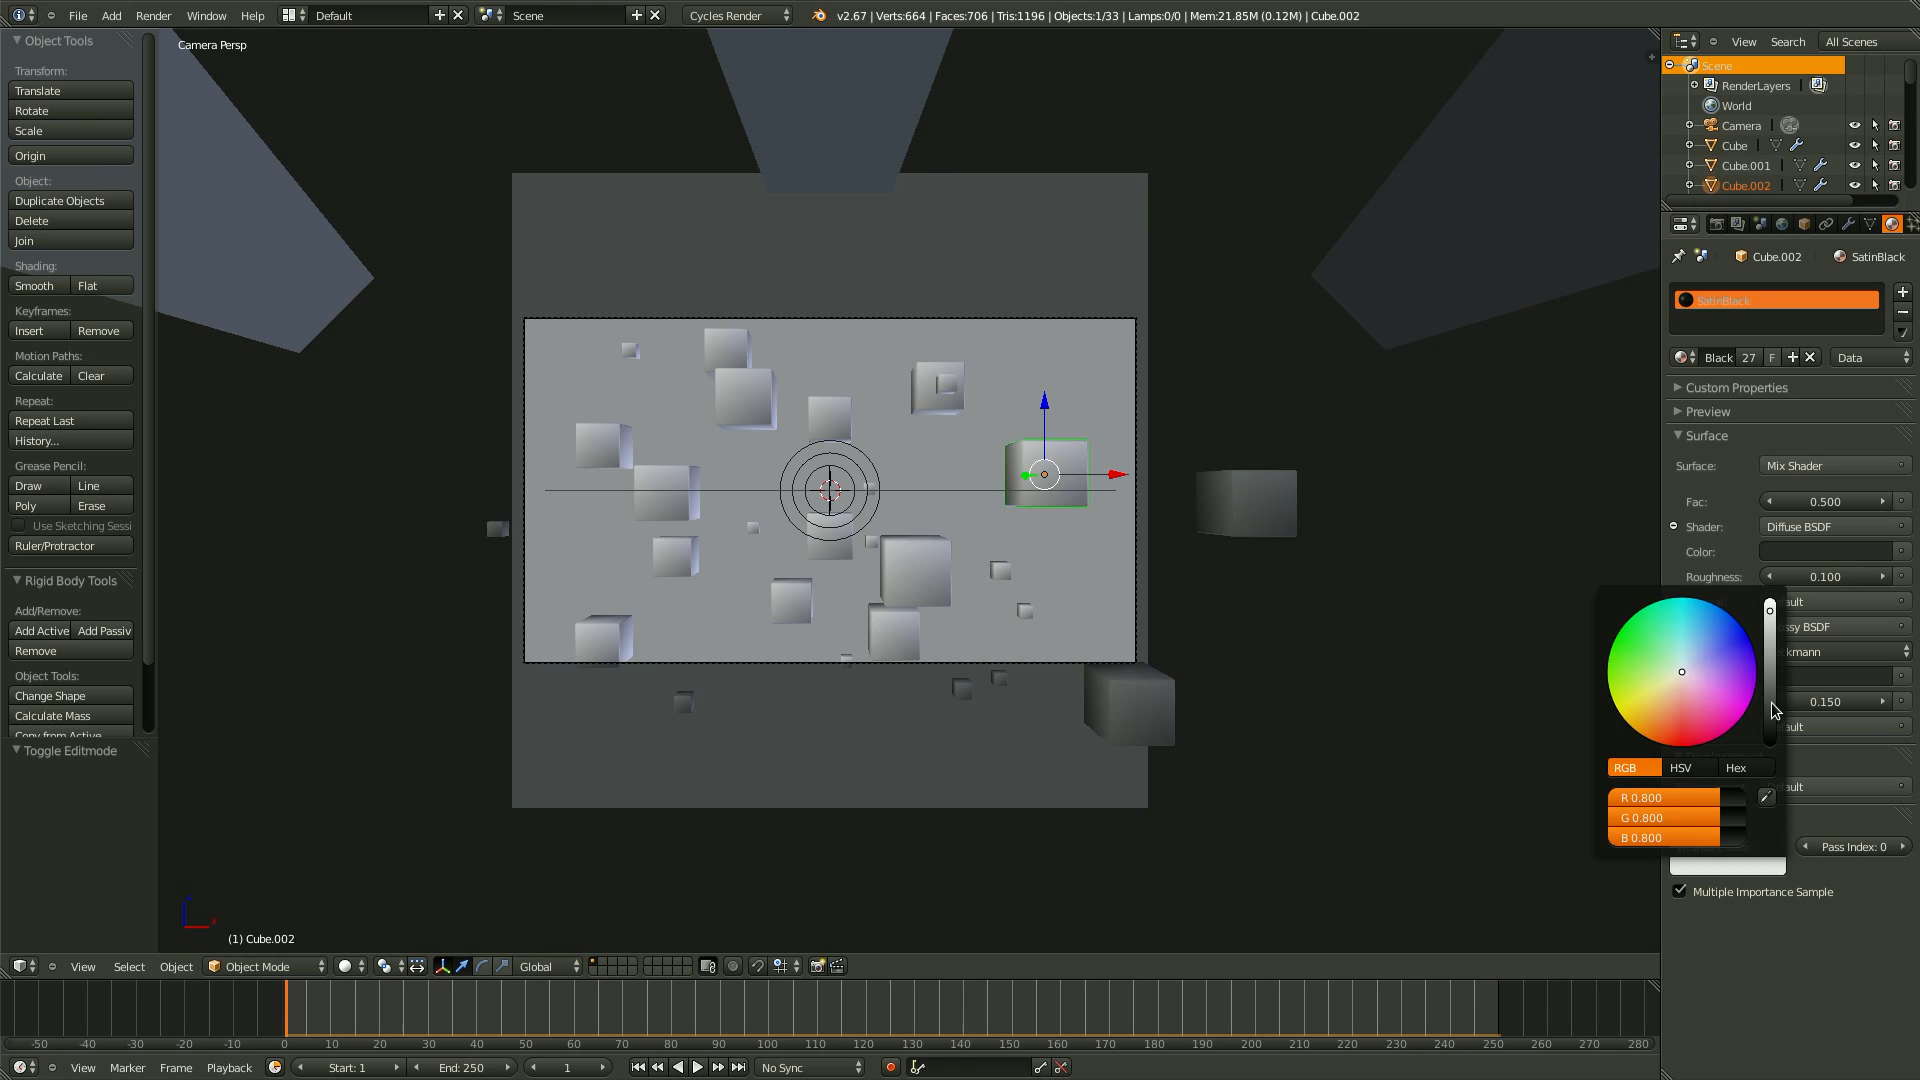 File Add Render Window Help Default Scene Cycles Render v2.67 | Verts:664 | Faces:706 | Tris:1196 | Objects:1/33 | Lamps:0/0 | Mem:21.85M (0.12M) | Cube.002
Object Tools
Transform:
Translate
Rotate
Scale
Origin
Object:
Duplicate Objects
Delete
Join
Shading:
Smooth Flat
Keyframes:
Insert Remove
Motion Paths:
Calculate Clear
Repeat:
Repeat Last
History...
Grease Pencil:
Draw Line
Poly Erase
Use Sketching Sessi
Ruler/Protractor
Rigid Body Tools
Add/Remove:
Add Active Add Passiv
Remove
Object Tools:
Change Shape
Calculate Mass
Copy from Active
Toggle Editmode
Camera Persp
(1) Cube.002
View Select Object Object Mode Global
View Search All Scenes
Scene
RenderLayers
World
Camera
Cube
Cube.001
Cube.002
Cube.002 SatinBlack
SatinBlack
Black 27 F Data
Custom Properties
Preview
Surface
Surface: Mix Shader
Fac: 0.500
Shader: Diffuse BSDF
Color:
Roughness: 0.100
ault
ssy BSDF
ckmann
0.150
ault
RGB HSV Hex
ault
R 0.800
G 0.800
B 0.800
Pass Index: 0
Multiple Importance Sample
-50 -40 -30 -20 -10 0 10 20 30 40 50 60 70 80 90 100 110 120 130 140 150 160 170 180 190 200 210 220 230 240 250 260 270 280
View Marker Frame Playback Start: 1 End: 250 1 No Sync